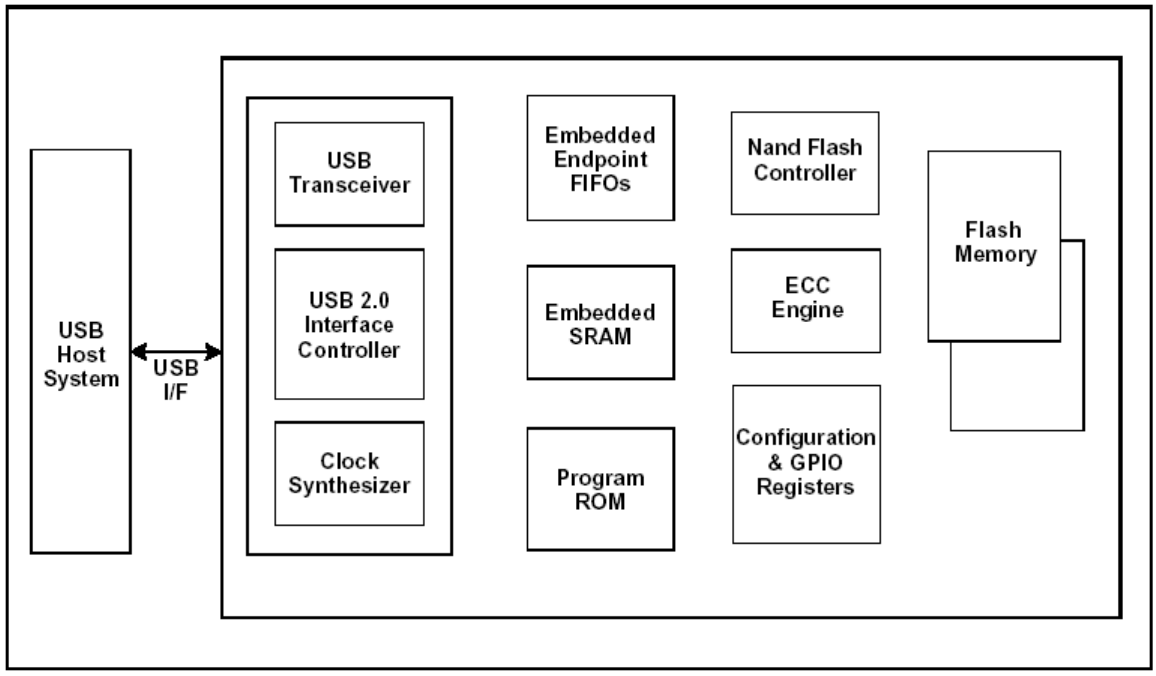 USB
Host
System
USB
I/F
USB
Transceiver
USB 2.0
Interface
Controller
Clock
Synthesizer
Embedded
Endpoint
FIFOs
Embedded
SRAM
Program
ROM
Nand Flash
Controller
ECC
Engine
Configuration
& GPIO
Registers
Flash
Memory